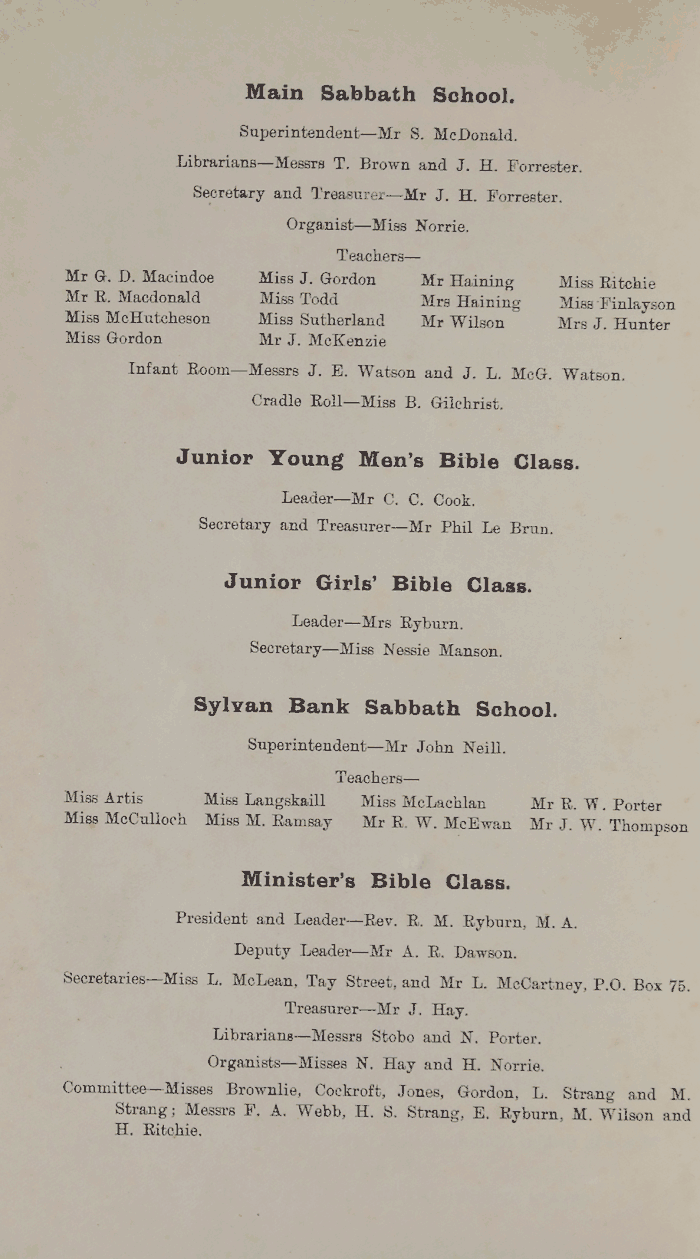 Main Sabbath School.
Superintendent—Mr S. McDonald.
Librarians—Messrs T. Brown and J. H. Forrester.
Secretary and Treasurer—Mr J. H. Forrester.
Organist—Miss Norrie.
Teachers—
Mr G. D. Macindoe Miss J. Gordon Mr Haining Miss Ritchie
Mr R. Macdonald Miss Todd Mrs Haining Miss Finlayson
Miss McHutcheson Miss Sutherland Mr Wilson Mrs J. Hunter
Miss Gordon Mr J. McKenzie
Infant Room—Messrs J. E. Watson and J. L. McG. Watson.
Cradle Roll—Miss B. Gilchrist.
Junior Young Men's Bible Class.
Leader—Mr C. C. Cook.
Secretary and Treasurer—Mr Phil Le Brun.
Junior Girls' Bible Class.
Leader—Mrs Ryburn.
Secretary—Miss Nessie Manson.
Sylvan Bank Sabbath School.
Superintendent—Mr John Neill.
Teachers—
Miss Artis Miss Langskaill Miss McLachlan Mr R. W. Porter
Miss McCulloch Miss M. Ramsay Mr R. W. McEwan Mr J. W. Thompson
Minister's Bible Class.
President and Leader—Rev. R. M. Ryburn, M. A.
Deputy Leader—Mr A. R. Dawson.
Secretaries—Miss L. McLean, Tay Street, and Mr L. McCartney, P.O. Box 75.
Treasurer—Mr J. Hay.
Librarians—Messrs Stobo and N. Porter.
Organists—Misses N. Hay and H. Norrie.
Committee—Misses Brownlie, Cockroft, Jones, Gordon, L. Strang and M.
Strang; Messrs F. A. Webb, H. S. Strang, E. Ryburn, M. Wilson and
H. Ritchie.